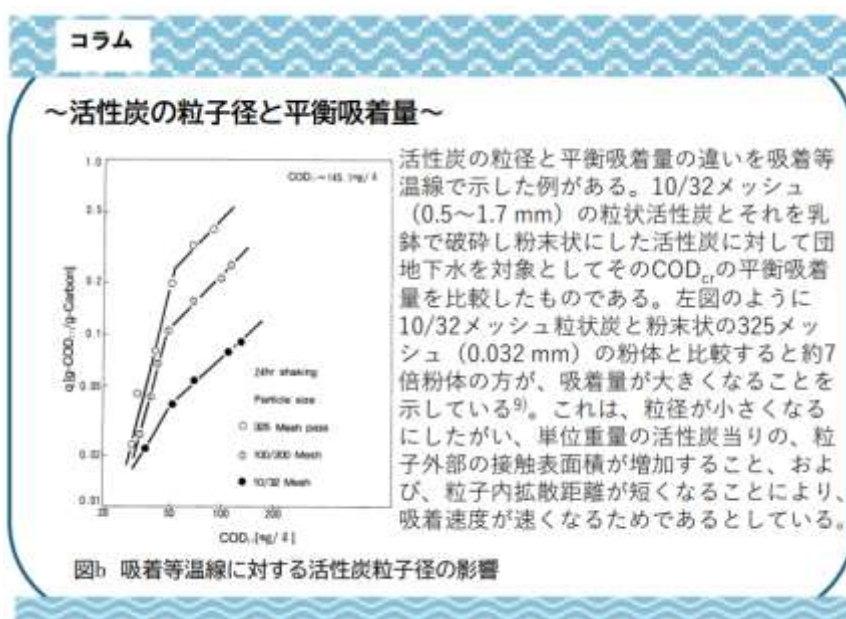 コラム
～活性炭の粒子径と平衡吸着量～
1.0
0.5
0.2
0.1
0.05
0.02
0.01
q[g-COD
/g-Carbon]
24hr shaking
Particle size
○ 325 Mesh pass
100/200 Mesh
● 10/32 Mesh
20
50
100
200
活性炭の粒径と平衡吸着量の違いを吸着等
温線で示した例がある。10/32メッシュ
（0.5～1.7 mm）の粒状活性炭とそれを乳
鉢で破砕し粉末状にした活性炭に対して団
地下水を対象としてそのCODcrの平衡吸着
量を比較したものである。左図のように
10/32メッシュ粒状炭と粉末状の325メッ
シュ（0.032 mm）の粉体と比較すると約7
倍粉体の方が、吸着量が大きくなることを
示している9)。これは、粒径が小さくなる
にしたがい、単位重量の活性炭当りの、粒
子外部の接触表面積が増加すること、およ
び、粒子内拡散距離が短くなることにより、
吸着速度が速くなるためであるとしている。
図b 吸着等温線に対する活性炭粒子径の影響